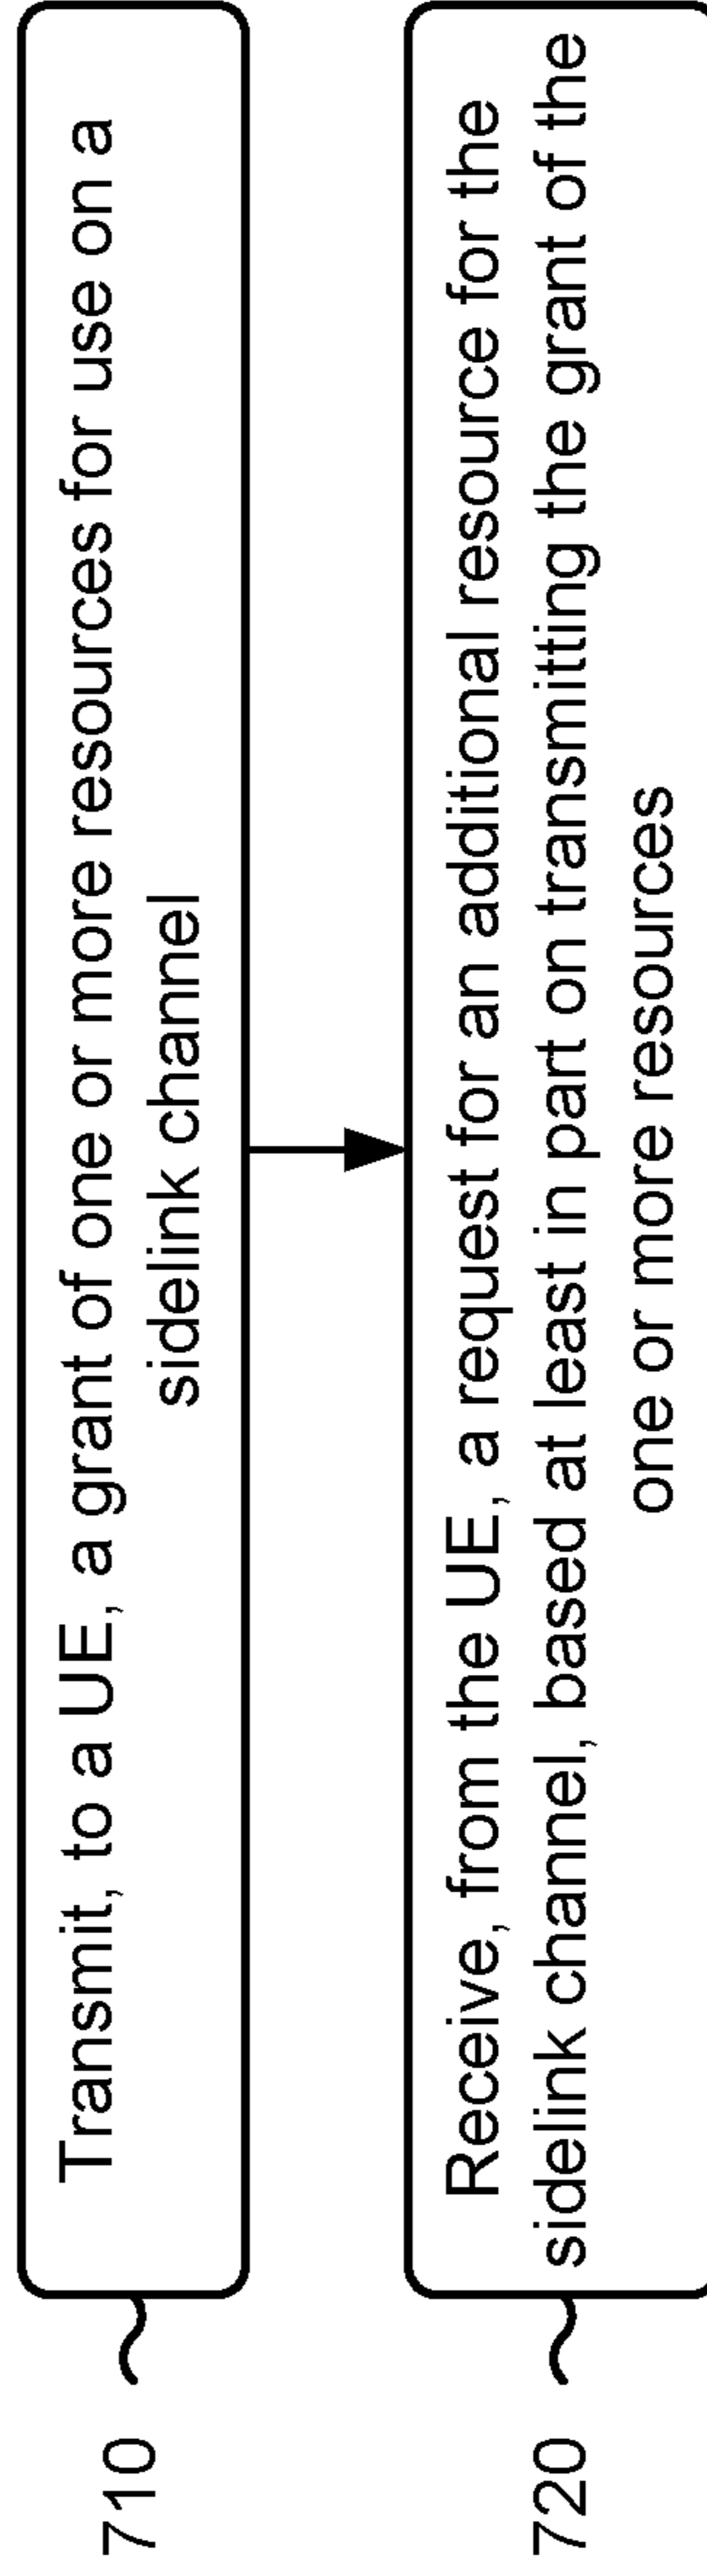 710
Transmit, to a UE, a grant of one or more resources for use on a
sidelink channel
720
Receive, from the UE, a request for an additional resource for the
sidelink channel, based at least in part on transmitting the grant of the
one or more resources